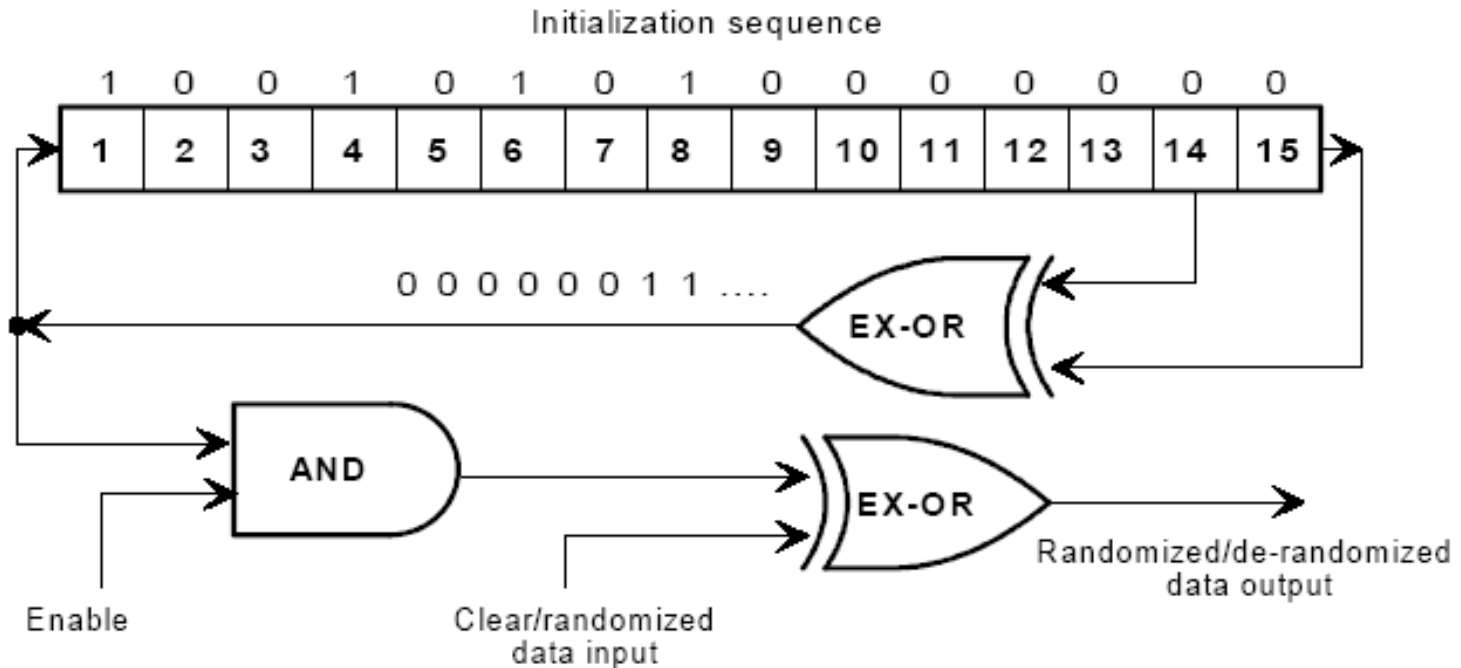 Initialization sequence
1 0 0 1 0 1 0 1 0 0 0 0 0 0 0
1 2 3 4 5 6 7 8 9 10 11 12 13 14 15
0 0 0 0 0 0 1 1 ....
EX-OR
AND
EX-OR
Enable
Clear/randomized
data input
Randomized/de-randomized
data output